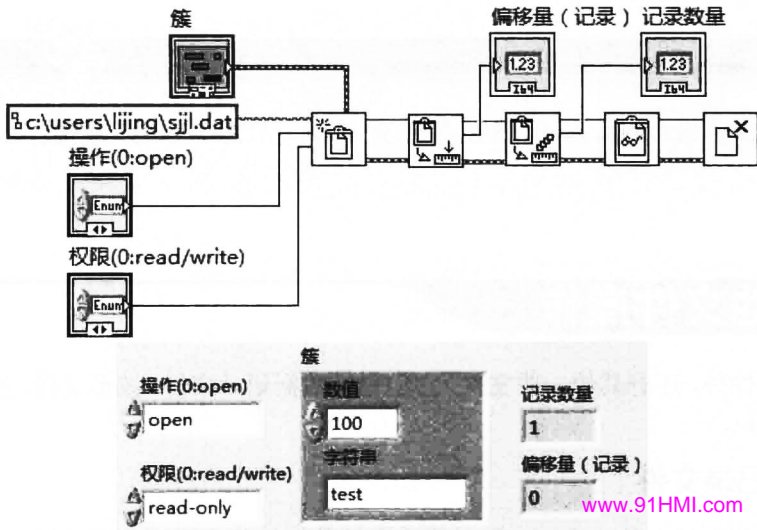 簇
偏移量（记录） 记录数量
1.23
1.23
I64
I64
c:\users\lijing\sjjl.dat
操作(0:open)
Enum
权限(0:read/write)
Enum
簇
操作(0:open)
数值
记录数量
open
100
1
字符串
偏移量（记录）
权限(0:read/write)
read-only
test
0
www.91HMI.com